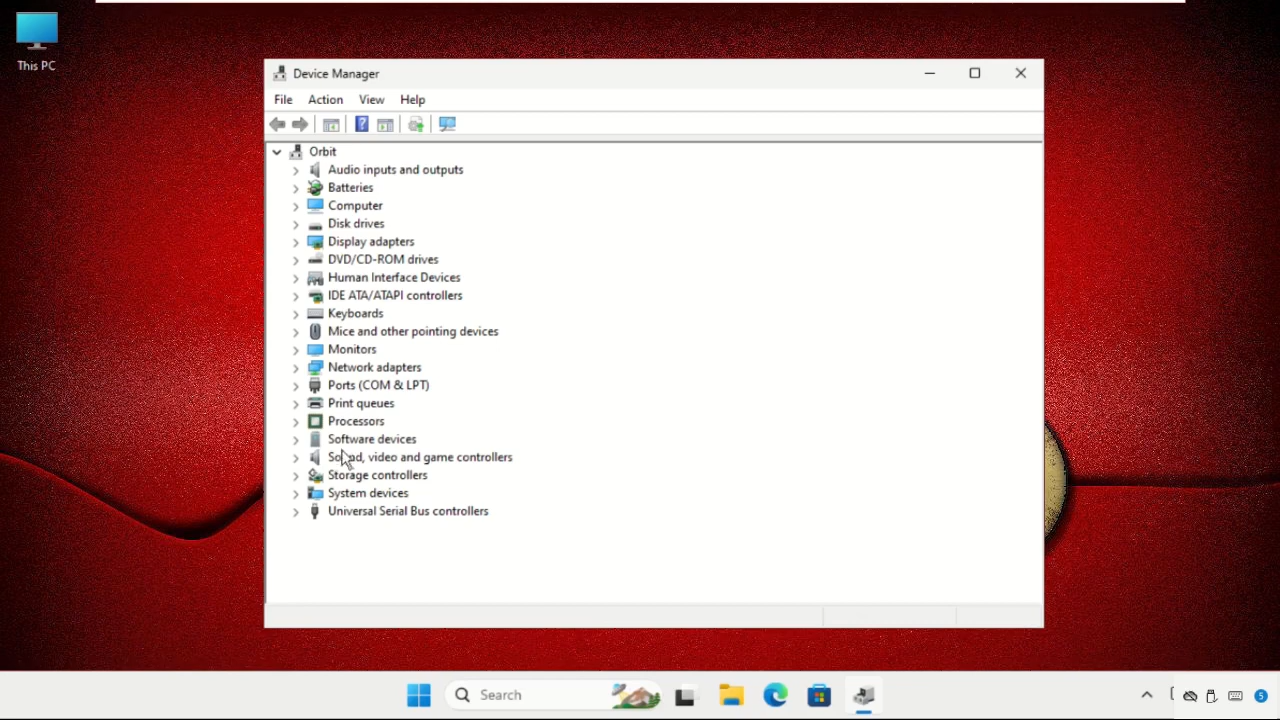 This PC
Device Manager
File Action View Help
Orbit
Audio inputs and outputs
Batteries
Computer
Disk drives
Display adapters
DVD/CD-ROM drives
Human Interface Devices
IDE ATA/ATAPI controllers
Keyboards
Mice and other pointing devices
Monitors
Network adapters
Ports (COM & LPT)
Print queues
Processors
Software devices
Sound, video and game controllers
Storage controllers
System devices
Universal Serial Bus controllers
Search
5